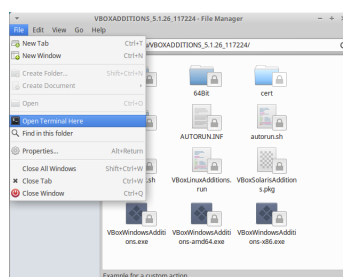 VBOXADDITIONS_5.1.26_117224 - File Manager
File Edit View Go Help
New Tab Ctrl+T
New Window Ctrl+N
Create Folder... Shift+Ctrl+N
Create Document
Open Ctrl+O
Open Terminal Here
Find in this folder
Properties... Alt+Return
Close All Windows Shift+Ctrl+W
Close Tab Ctrl+W
Close Window Ctrl+Q
/VBOXADDITIONS_5.1.26_117224/
64Bit
cert
AUTORUN.INF
autorun.sh
.sh
VBoxLinuxAdditions.
run
VBoxSolarisAddition
s.pkg
VBoxWindowsAdditi
ons.exe
VBoxWindowsAdditi
ons-amd64.exe
VBoxWindowsAdditi
ons-x86.exe
Example for a custom action